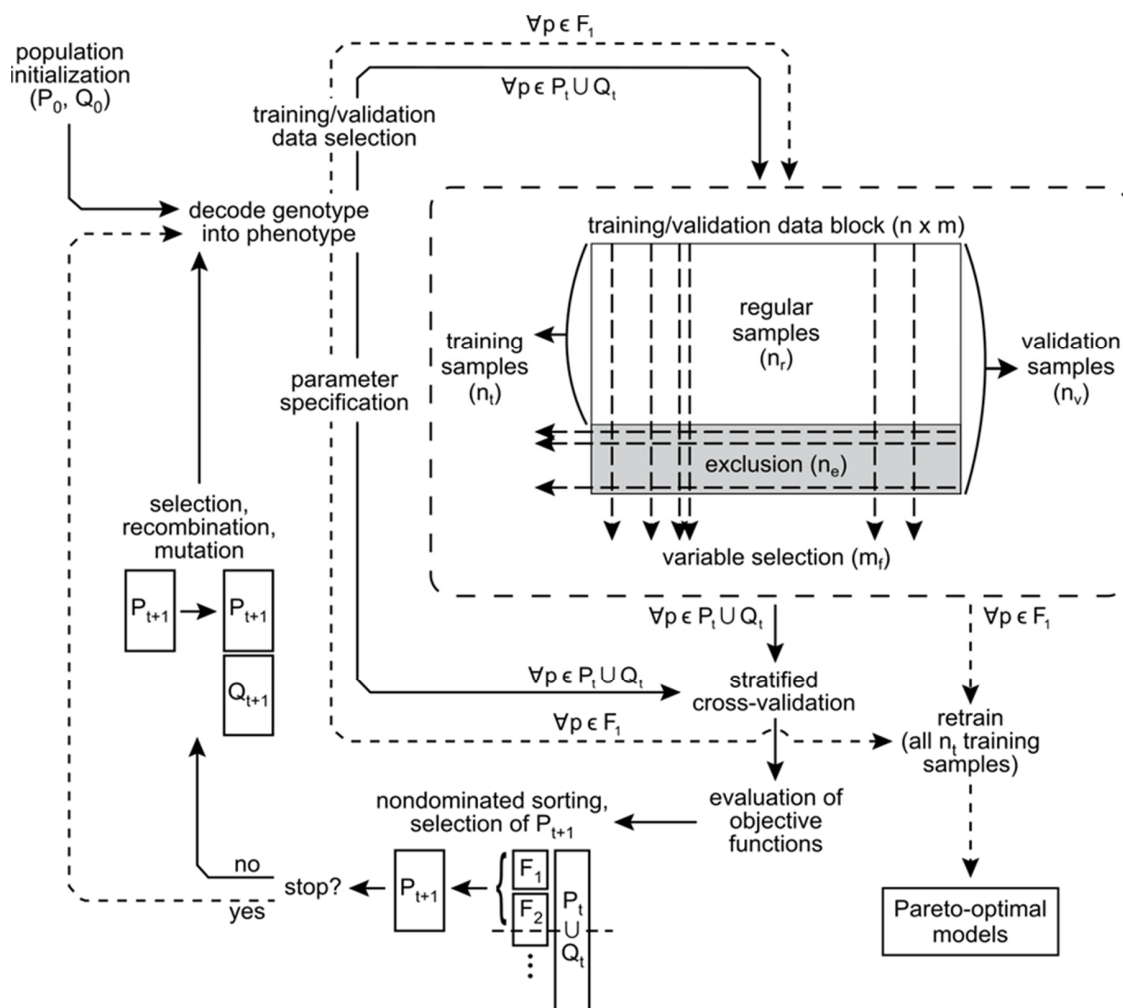 ∀p ϵ F₁
population
initialization
(P₀, Q₀)
∀p ϵ Pₜ ∪ Qₜ
training/validation
data selection
decode genotype
into phenotype
training/validation data block (n x m)
regular
samples
(nᵣ)
training
samples
(nₜ)
validation
samples
(nᵥ)
parameter
specification
exclusion (nₑ)
selection,
recombination,
mutation
variable selection (m_f)
Pₜ₊₁
Pₜ₊₁
Qₜ₊₁
∀p ϵ Pₜ ∪ Qₜ
∀p ϵ F₁
∀p ϵ Pₜ ∪ Qₜ
stratified
cross-validation
∀p ϵ F₁
retrain
(all nₜ training
samples)
nondominated sorting,
selection of Pₜ₊₁
evaluation of
objective
functions
no
stop?
yes
Pₜ₊₁
F₁
F₂
⋮
Pₜ
∪
Qₜ
Pareto-optimal
models